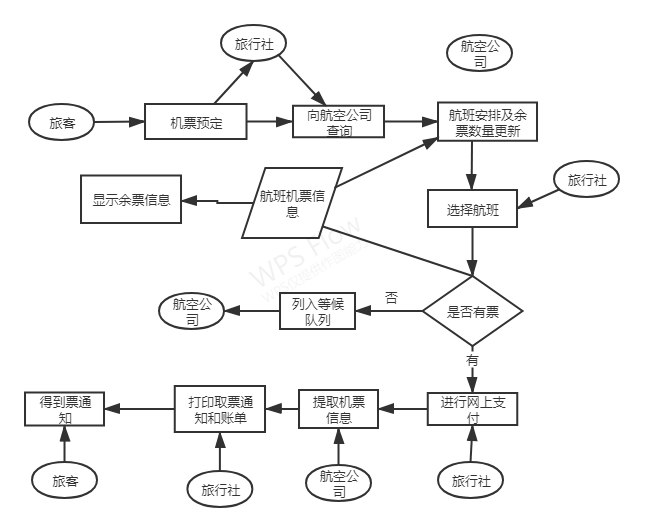 旅行社
航空公
司
旅客
机票预定
向航空公司
查询
航班安排及余
票数量更新
显示余票信息
航班机票信
息
选择航班
旅行社
WPS Flow
航空公
司
列入等候
队列
否
是否有票
有
得到票通
知
打印取票通
知和账单
提取机票
信息
进行网上支
付
旅客
旅行社
航空公
司
旅行社